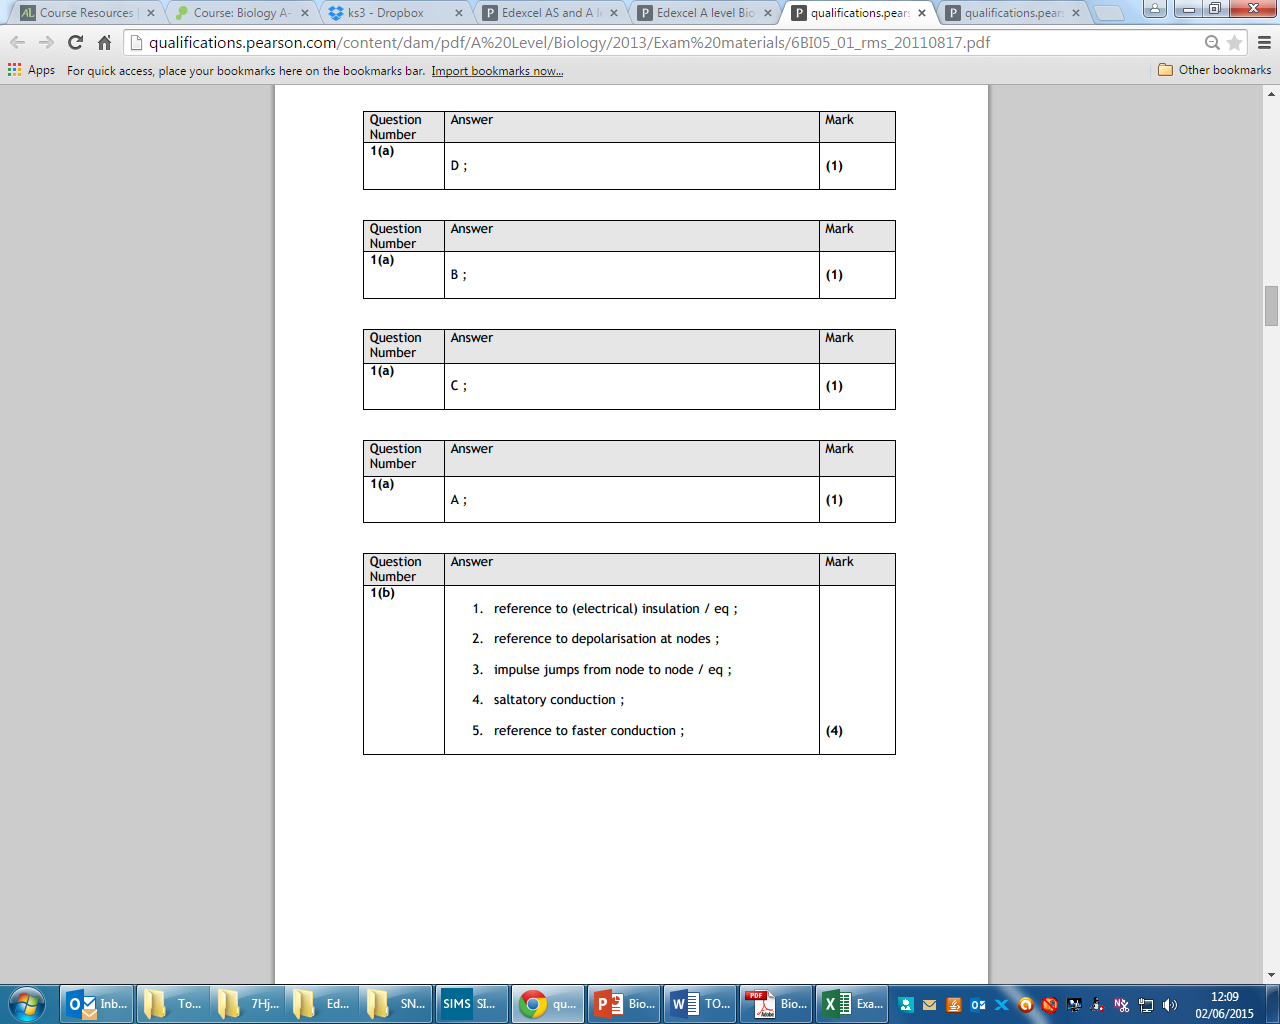 Course Resources
Course: Biology A-
ks3 - Dropbox
Edexcel AS and A l
Edexcel A level Bio
qualifications.pears
qualifications.pears
qualifications.pearson.com/content/dam/pdf/A%20Level/Biology/2013/Exam%20materials/6BI05_01_rms_20110817.pdf
Apps For quick access, place your bookmarks here on the bookmarks bar. Import bookmarks now... Other bookmarks
Question Number Answer Mark
1(a)
D ; (1)
Question Number Answer Mark
1(a)
B ; (1)
Question Number Answer Mark
1(a)
C ; (1)
Question Number Answer Mark
1(a)
A ; (1)
Question Number Answer Mark
1(b)
1. reference to (electrical) insulation / eq ;
2. reference to depolarisation at nodes ;
3. impulse jumps from node to node / eq ;
4. saltatory conduction ;
5. reference to faster conduction ; (4)
Inb... To... 7Hj... Ed... SN... SIMS SI... qu... Bio... TO... Bio... Exa...
12:09
02/06/2015